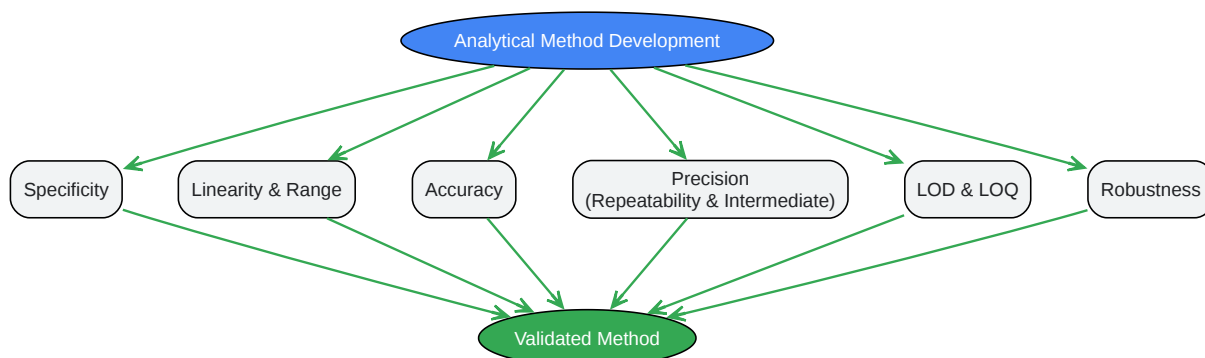 Analytical Method Development
Specificity
Linearity & Range
Accuracy
Precision
(Repeatability & Intermediate)
LOD & LOQ
Robustness
Validated Method